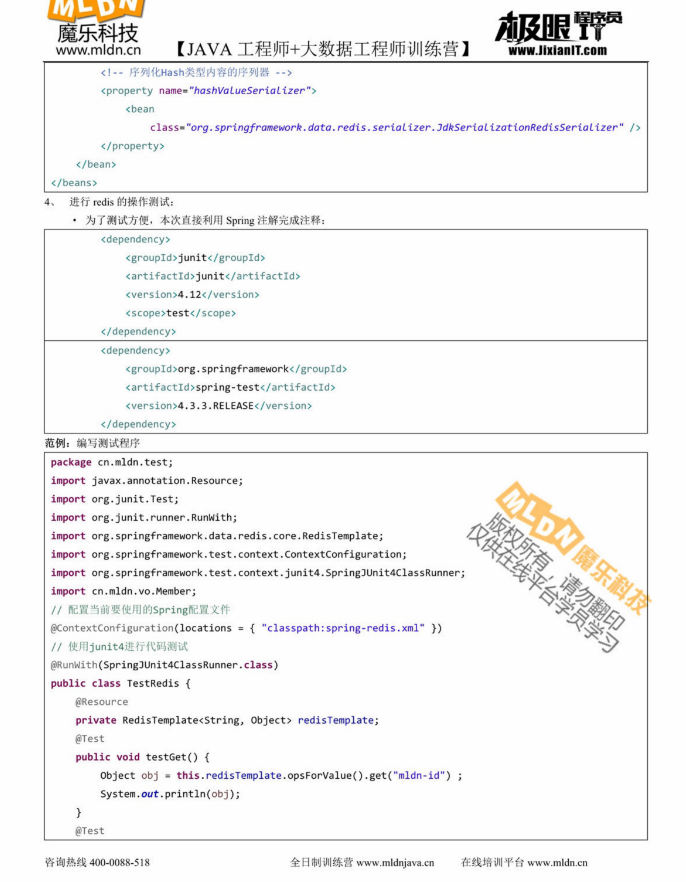 MLDN
魔乐科技
www.mldn.cn
【JAVA 工程师+大数据工程师训练营】
极限IT程序员
www.JixianIT.com
<!-- 序列化Hash类型内容的序列器 -->
<property name="hashValueSerializer">
<bean
class="org.springframework.data.redis.serializer.JdkSerializationRedisSerializer" />
</property>
</bean>
</beans>
4、 进行 redis 的操作测试:
• 为了测试方便,本次直接利用 Spring 注解完成注释:
<dependency>
<groupId>junit</groupId>
<artifactId>junit</artifactId>
<version>4.12</version>
<scope>test</scope>
</dependency>
<dependency>
<groupId>org.springframework</groupId>
<artifactId>spring-test</artifactId>
<version>4.3.3.RELEASE</version>
</dependency>
范例:编写测试程序
package cn.mldn.test;
import javax.annotation.Resource;
import org.junit.Test;
import org.junit.runner.RunWith;
import org.springframework.data.redis.core.RedisTemplate;
import org.springframework.test.context.ContextConfiguration;
import org.springframework.test.context.junit4.SpringJUnit4ClassRunner;
import cn.mldn.vo.Member;
// 配置当前要使用的Spring配置文件
@ContextConfiguration(locations = { "classpath:spring-redis.xml" })
// 使用junit4进行代码测试
@RunWith(SpringJUnit4ClassRunner.class)
public class TestRedis {
@Resource
private RedisTemplate<String, Object> redisTemplate;
@Test
public void testGet() {
Object obj = this.redisTemplate.opsForValue().get("mldn-id") ;
System.out.println(obj);
}
@Test
MLDN 魔乐科技
版权所有,请勿翻印
仅供在线平台学员学习
咨询热线 400-0088-518 全日制训练营 www.mldnjava.cn 在线培训平台 www.mldn.cn